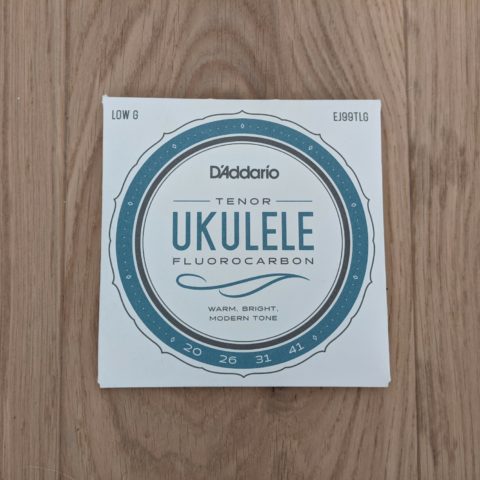 LOW G
EJ99TLG
D'Addario
TENOR
UKULELE
FLUOROCARBON
WARM, BRIGHT,
MODERN TONE
20 26 31 41